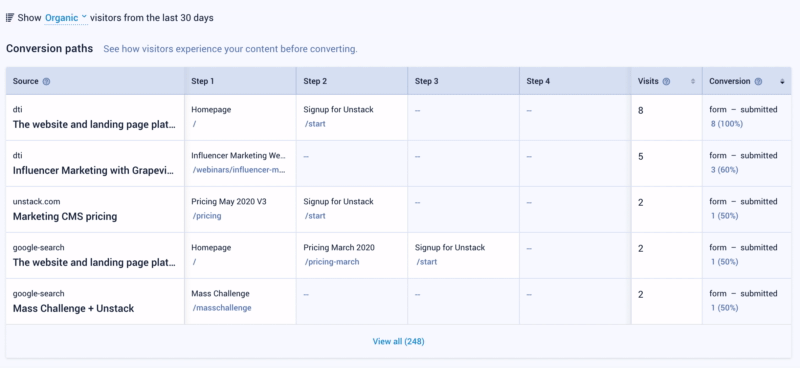 Show Organic visitors from the last 30 days
Conversion paths See how visitors experience your content before converting.
Source Step 1 Step 2 Step 3 Step 4 Visits Conversion
dti Homepage Signup for Unstack – – 8 form – submitted
The website and landing page plat... / /start 8 (100%)
dti Influencer Marketing We... – – – 5 form – submitted
Influencer Marketing with Grapevi... /webinars/influencer-m... 3 (60%)
unstack.com Pricing May 2020 V3 Signup for Unstack – – 2 form – submitted
Marketing CMS pricing /pricing /start 1 (50%)
google-search Homepage Pricing March 2020 Signup for Unstack – 2 form – submitted
The website and landing page plat... / /pricing-march /start 1 (50%)
google-search Mass Challenge – – – 2 form – submitted
Mass Challenge + Unstack /masschallenge 1 (50%)
View all (248)